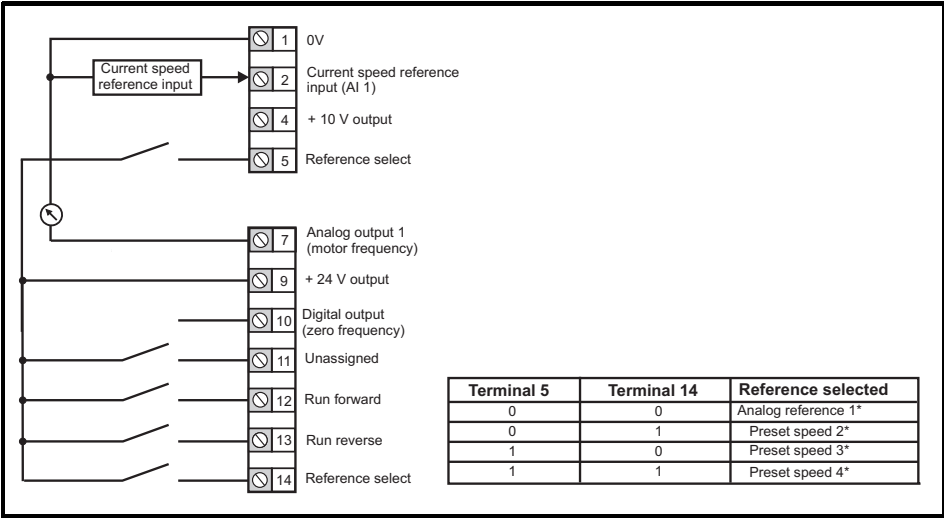 1 0V
Current speed
reference input
2 Current speed reference
input (AI 1)
4 + 10 V output
5 Reference select
7 Analog output 1
(motor frequency)
9 + 24 V output
10 Digital output
(zero frequency)
11 Unassigned
12 Run forward
13 Run reverse
14 Reference select
Terminal 5 Terminal 14 Reference selected
0 0 Analog reference 1*
0 1 Preset speed 2*
1 0 Preset speed 3*
1 1 Preset speed 4*